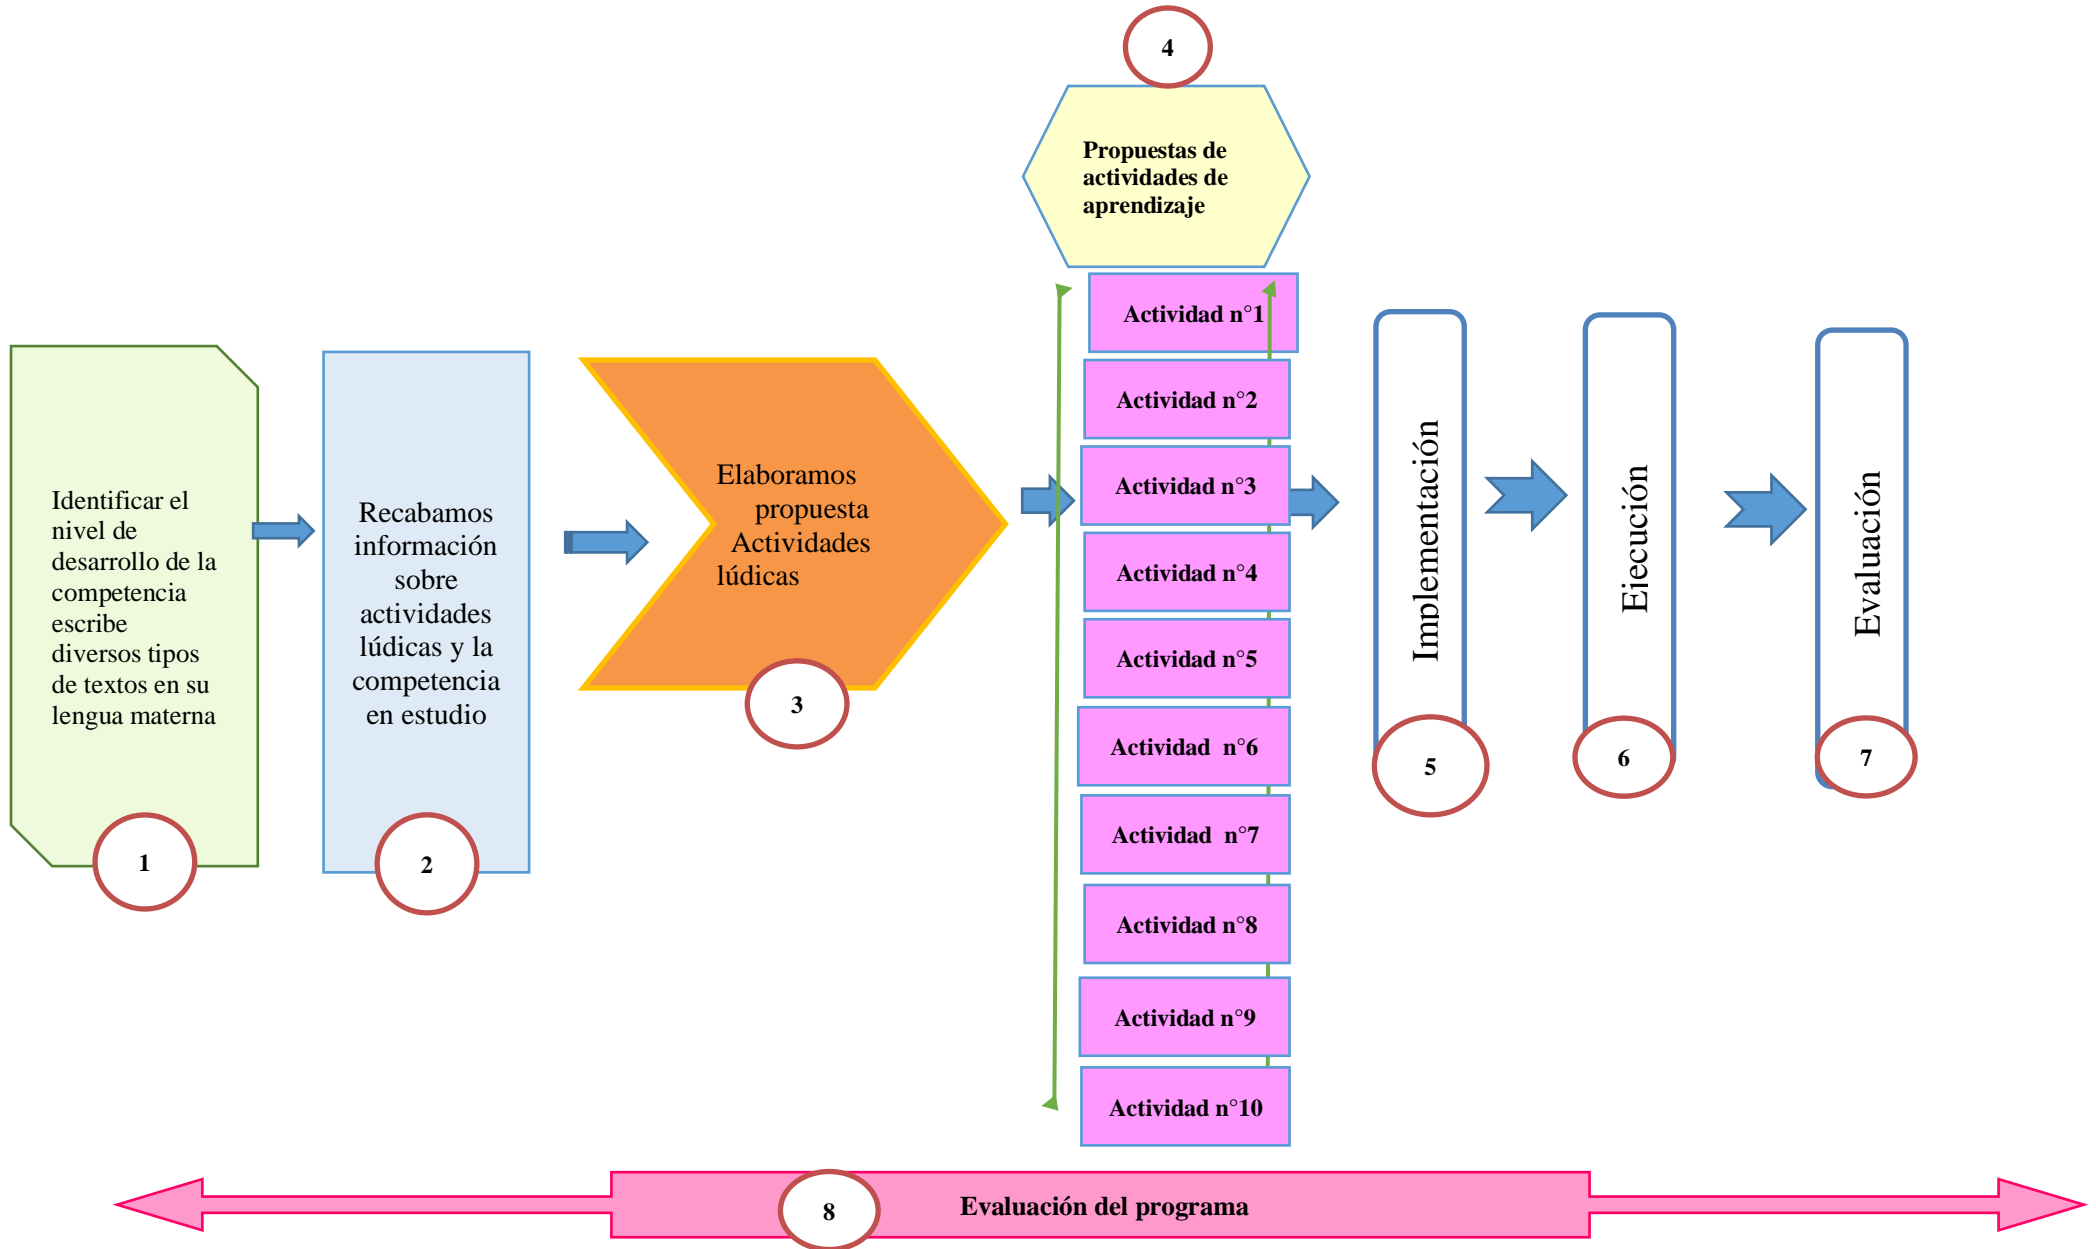 4
Propuestas de
actividades de
aprendizaje
Identificar el
nivel de
desarrollo de la
competencia
escribe
diversos tipos
de textos en su
lengua materna
1
Recabamos
información
sobre
actividades
lúdicas y la
competencia
en estudio
2
Elaboramos
propuesta
Actividades
lúdicas
3
Actividad n°1
Actividad n°2
Actividad n°3
Actividad n°4
Actividad n°5
Actividad n°6
Actividad n°7
Actividad n°8
Actividad n°9
Actividad n°10
Implementación
5
Ejecución
6
Evaluación
7
8
Evaluación del programa